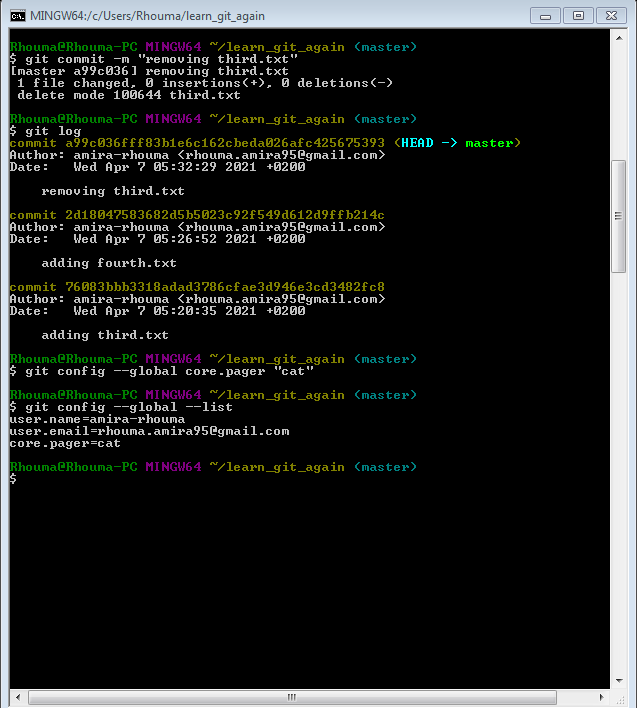 MINGW64:/c/Users/Rhouma/learn_git_again
Rhouma@Rhouma-PC MINGW64 ~/learn_git_again (master)
$ git commit -m "removing third.txt"
[master a99c036] removing third.txt
 1 file changed, 0 insertions(+), 0 deletions(-)
 delete mode 100644 third.txt
Rhouma@Rhouma-PC MINGW64 ~/learn_git_again (master)
$ git log
commit a99c036fff83b1e6c162cbeda026afc425675393 (HEAD -> master)
Author: amira-rhouma <rhouma.amira95@gmail.com>
Date:   Wed Apr 7 05:32:29 2021 +0200
    removing third.txt
commit 2d18047583682d5b5023c92f549d612d9ffb214c
Author: amira-rhouma <rhouma.amira95@gmail.com>
Date:   Wed Apr 7 05:26:52 2021 +0200
    adding fourth.txt
commit 76083bbb3318adad3786cfae3d946e3cd3482fc8
Author: amira-rhouma <rhouma.amira95@gmail.com>
Date:   Wed Apr 7 05:20:35 2021 +0200
    adding third.txt
Rhouma@Rhouma-PC MINGW64 ~/learn_git_again (master)
$ git config --global core.pager "cat"
Rhouma@Rhouma-PC MINGW64 ~/learn_git_again (master)
$ git config --global --list
user.name=amira-rhouma
user.email=rhouma.amira95@gmail.com
core.pager=cat
Rhouma@Rhouma-PC MINGW64 ~/learn_git_again (master)
$